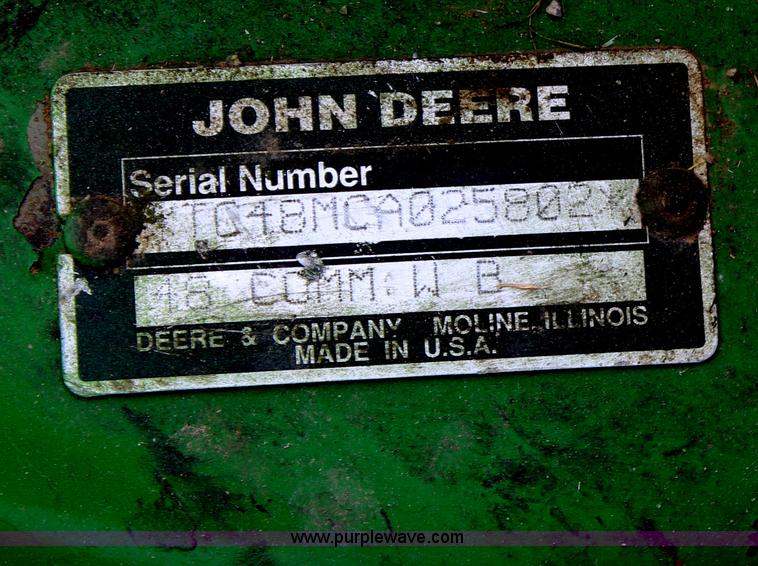 JOHN DEERE
Serial Number
TC48MCA025802
48 COMM: W B
DEERE & COMPANY MOLINE, ILLINOIS
MADE IN U.S.A.
www.purplewave.com